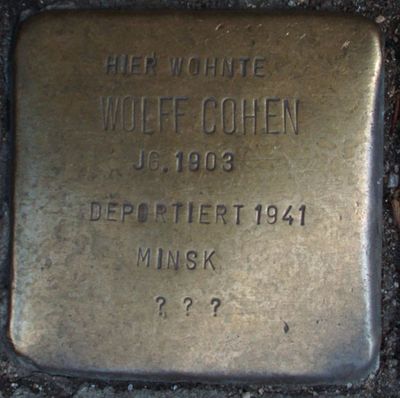 HIER WOHNTE
WOLFF COHEN
JG. 1903
DEPORTIERT 1941
MINSK
? ? ?